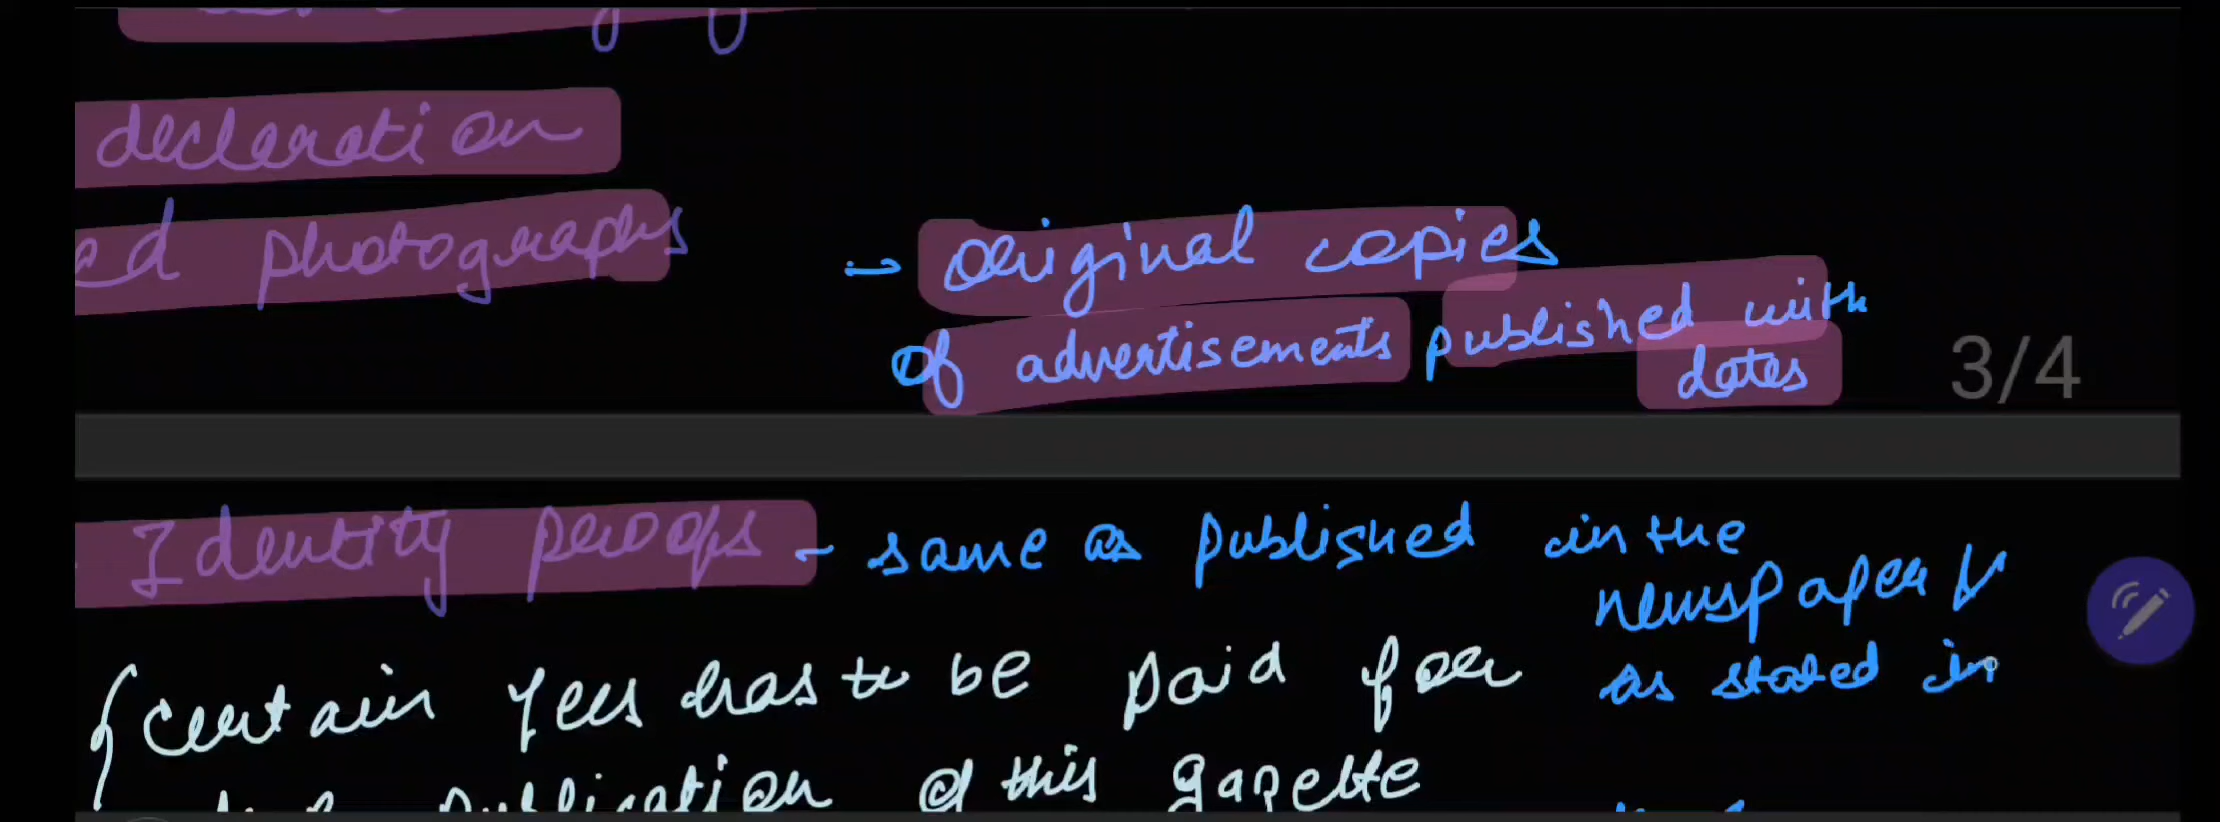 declaration
ed photographs
→ original copies
of advertisements published with
dates
3/4
Identity proofs - same as published in the
newspaper &
as stated in
certain fees has to be paid for
publication of this gazette